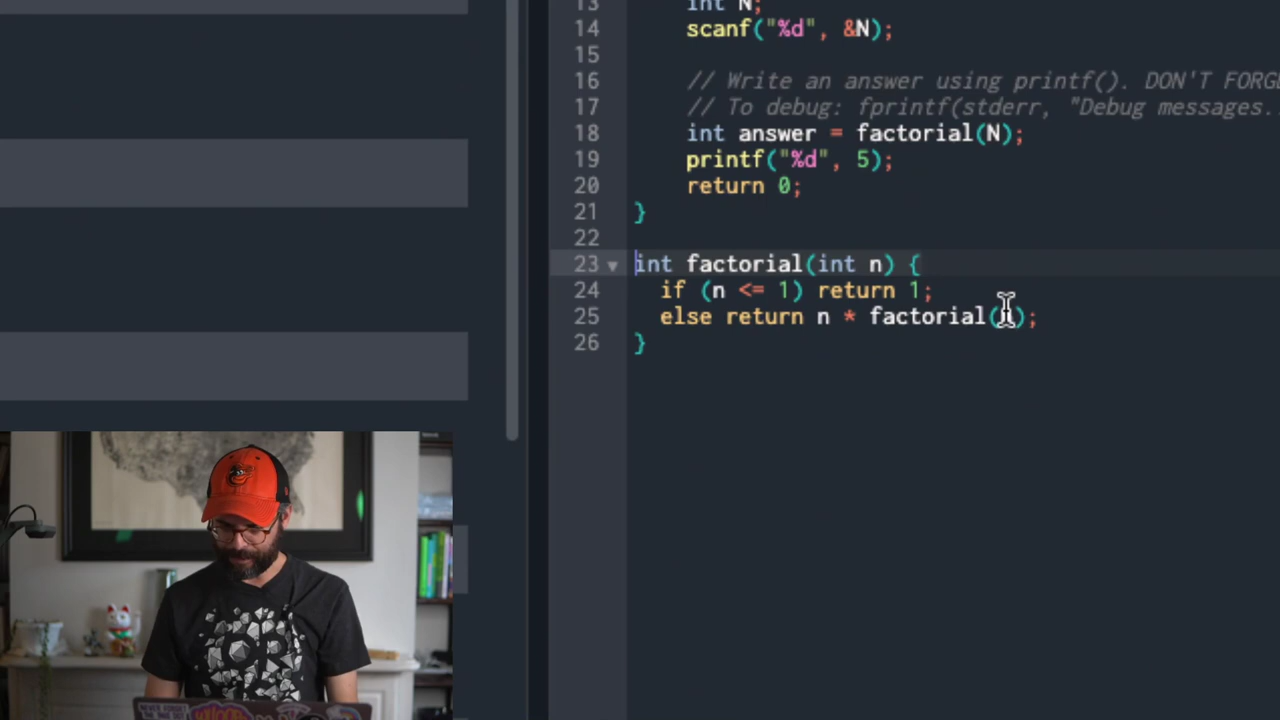 13 int N;
14 scanf("%d", &N);
15
16 // Write an answer using printf(). DON'T FORG
17 // To debug: fprintf(stderr, "Debug messages.
18 int answer = factorial(N);
19 printf("%d", 5);
20 return 0;
21 }
22
23 int factorial(int n) {
24 if (n <= 1) return 1;
25 else return n * factorial( );
26 }
NEVER FORGET